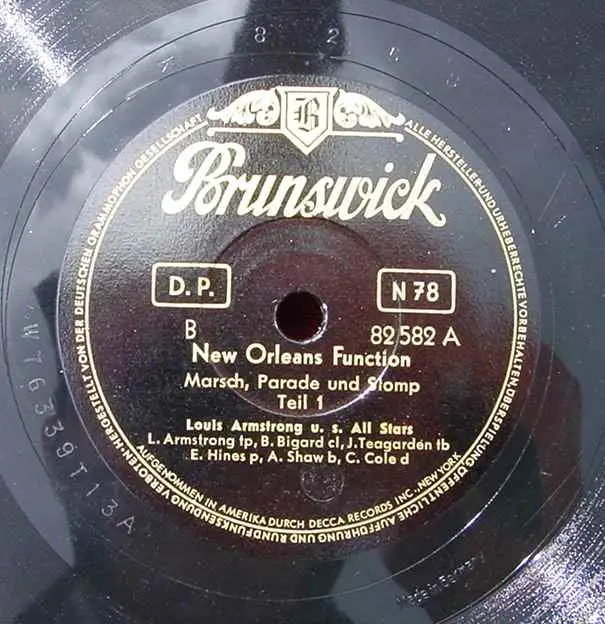 B
Brunswick
D. P.
N 78
B
82 582 A
New Orleans Function
Marsch, Parade und Stomp
Teil 1
Louis Armstrong u. s. All Stars
L. Armstrong tp, B. Bigard cl, J. Teagarden tb
E. Hines p, A. Shaw b, C. Cole d
AUFGENOMMEN IN AMERIKA DURCH DECCA RECORDS INC., NEW YORK
HERGESTELLT VON DER DEUTSCHEN GRAMMOPHON GESELLSCHAFT
ALLE HERSTELLER- UND URHEBERRECHTE VORBEHALTEN, ÜBERSPIELUNG, ÖFFENTLICHE AUFFÜHRUNG UND RUNDFUNKSENDUNG VERBOTEN
Made in Germany